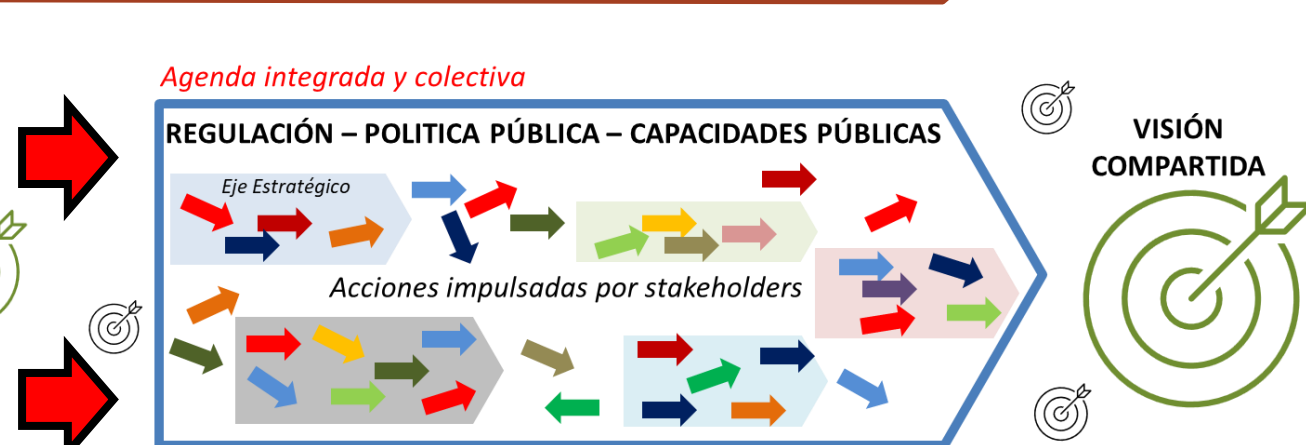 Agenda integrada y colectiva
REGULACIÓN – POLITICA PÚBLICA – CAPACIDADES PÚBLICAS
Eje Estratégico
Acciones impulsadas por stakeholders
VISIÓN
COMPARTIDA